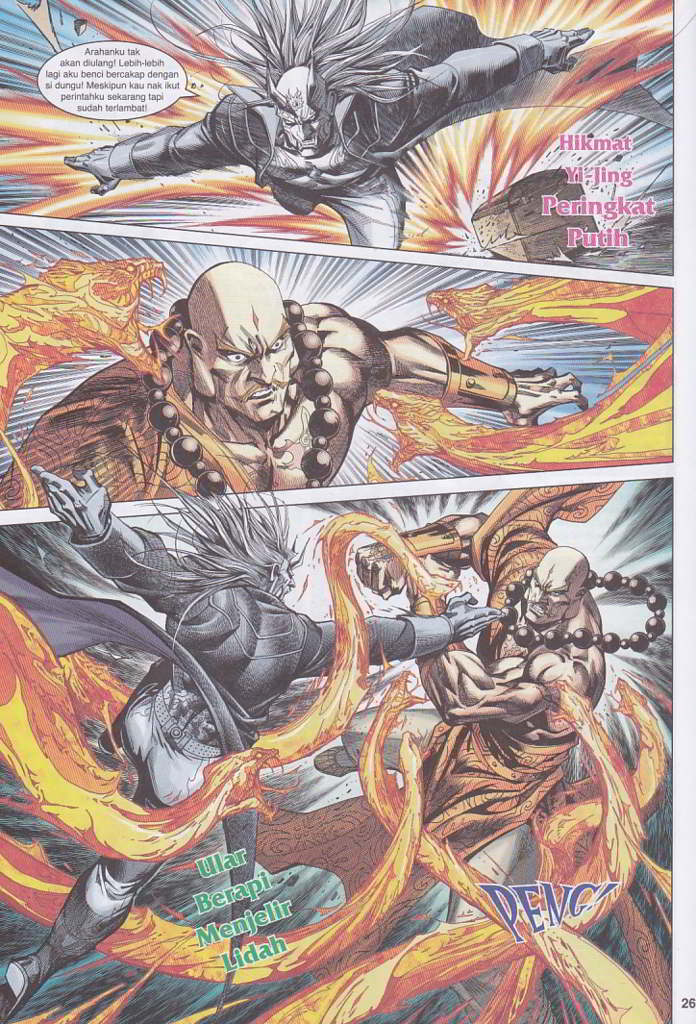 Arahanku tak
akan diulang! Lebih-lebih
lagi aku benci bercakap dengan
si dungu! Meskipun kau nak ikut
perintahku sekarang tapi
sudah terlambat!
Hikmat
Yi-Jing
Peringkat
Putih
Ular
Berapi
Menjelir
Lidah
PENG!
26